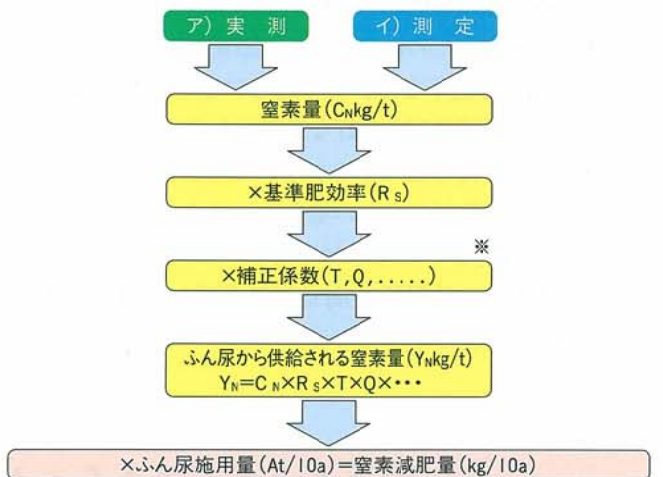 ア) 実 測
イ) 測 定
窒素量(CNkg/t)
×基準肥効率(RS)
※
×補正係数(T,Q,.....)
ふん尿から供給される窒素量(YNkg/t)
YN=CN×RS×T×Q×・・・
×ふん尿施用量(At/10a)=窒素減肥量(kg/10a)